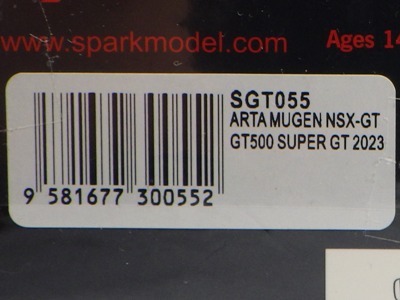 www.sparkmodel.com
Ages 14
SGT055
ARTA MUGEN NSX-GT
GT500 SUPER GT 2023
9 581677 300552